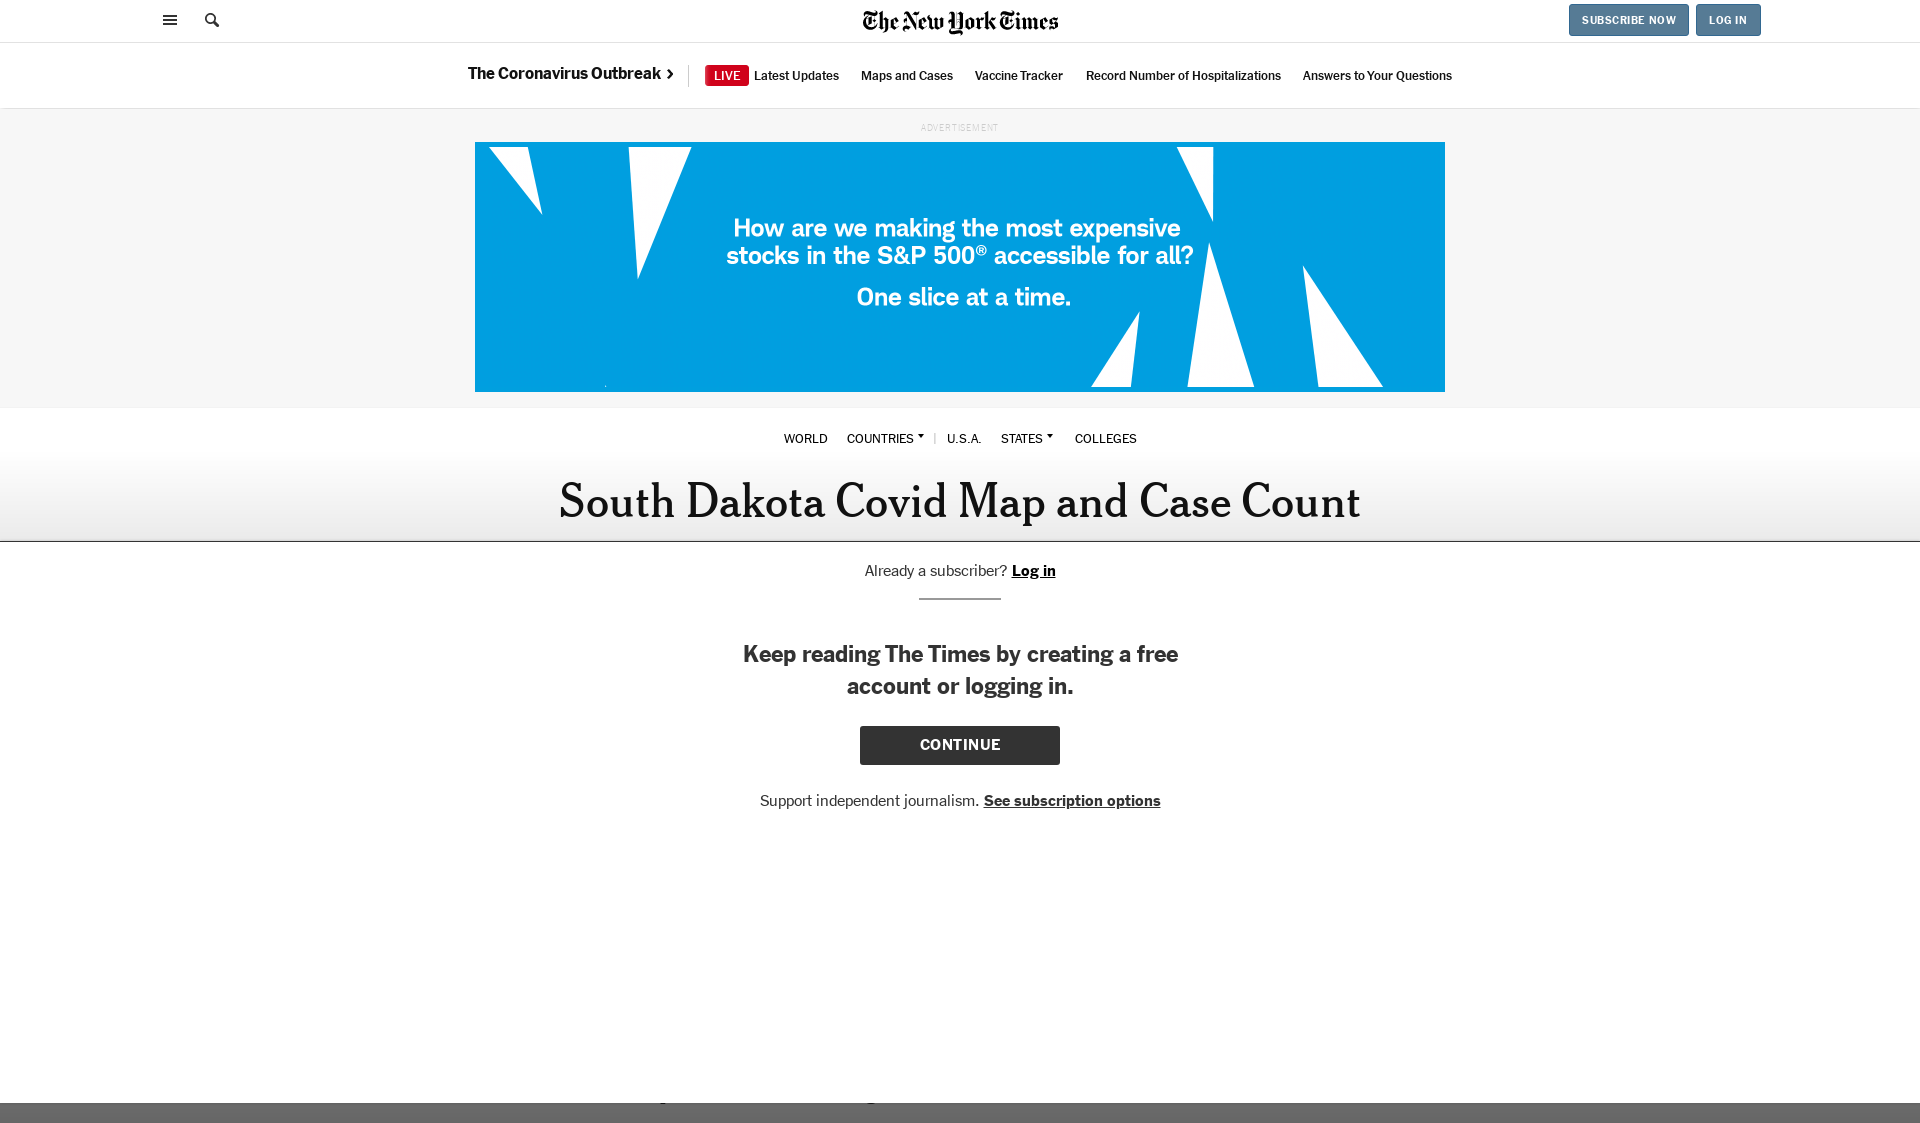 The New York Times
SUBSCRIBE NOW
LOG IN
The Coronavirus Outbreak
LIVE Latest Updates
Maps and Cases
Vaccine Tracker
Record Number of Hospitalizations
Answers to Your Questions
ADVERTISEMENT
How are we making the most expensive
stocks in the S&P 500® accessible for all?
One slice at a time.
WORLD
COUNTRIES
U.S.A.
STATES
COLLEGES
South Dakota Covid Map and Case Count
Already a subscriber? Log in
Keep reading The Times by creating a free
account or logging in.
CONTINUE
Support independent journalism. See subscription options